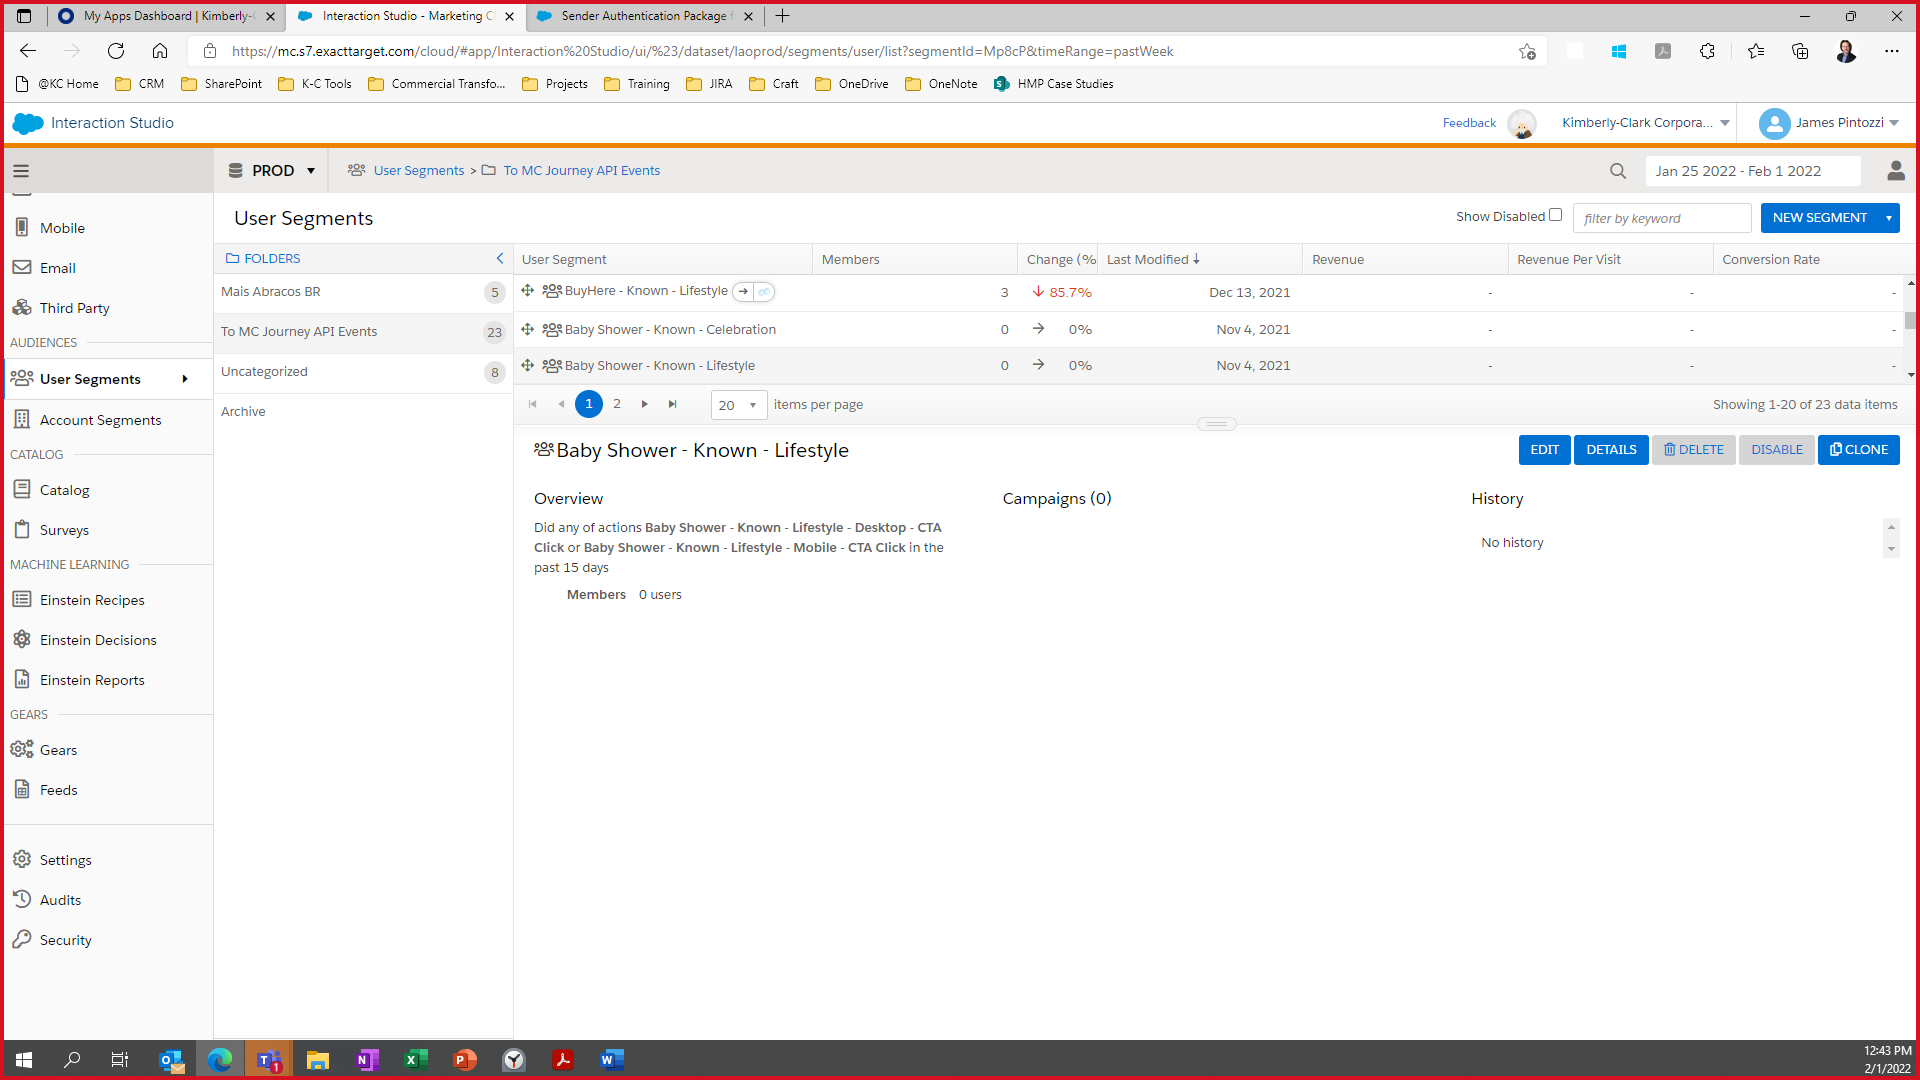 My Apps Dashboard | Kimberly-C
Interaction Studio - Marketing Cl
Sender Authentication Package f
https://mc.s7.exacttarget.com/cloud/#app/Interaction%20Studio/ui/%23/dataset/laoprod/segments/user/list?segmentId=Mp8cP&timeRange=pastWeek
@KC Home CRM SharePoint K-C Tools Commercial Transfo... Projects Training JIRA Craft OneDrive OneNote HMP Case Studies
Interaction Studio
Feedback Kimberly-Clark Corpora... James Pintozzi
PROD
User Segments > To MC Journey API Events
Jan 25 2022 - Feb 1 2022
Mobile
Email
Third Party
AUDIENCES
User Segments
Account Segments
CATALOG
Catalog
Surveys
MACHINE LEARNING
Einstein Recipes
Einstein Decisions
Einstein Reports
GEARS
Gears
Feeds
Settings
Audits
Security
User Segments
Show Disabled
filter by keyword
NEW SEGMENT
FOLDERS
Mais Abracos BR 5
To MC Journey API Events 23
Uncategorized 8
Archive
User Segment Members Change (% Last Modified Revenue Revenue Per Visit Conversion Rate
BuyHere - Known - Lifestyle 3 85.7% Dec 13, 2021 - - -
Baby Shower - Known - Celebration 0 0% Nov 4, 2021 - - -
Baby Shower - Known - Lifestyle 0 0% Nov 4, 2021 - - -
1 2 20 items per page
Showing 1-20 of 23 data items
Baby Shower - Known - Lifestyle
EDIT DETAILS DELETE DISABLE CLONE
Overview
Did any of actions Baby Shower - Known - Lifestyle - Desktop - CTA
Click or Baby Shower - Known - Lifestyle - Mobile - CTA Click in the
past 15 days
Members 0 users
Campaigns (0)
History
No history
12:43 PM
2/1/2022